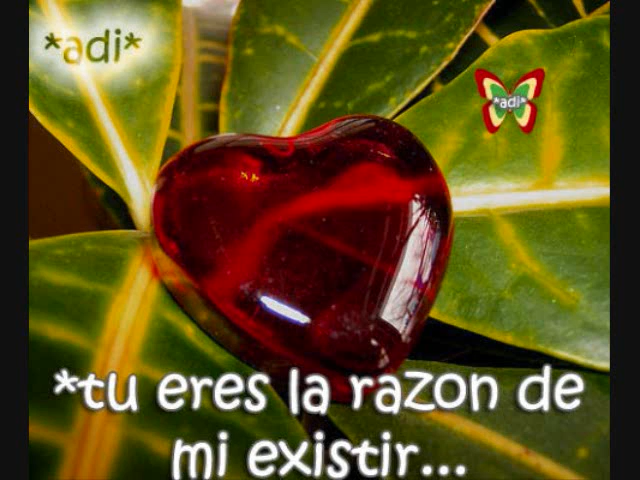 *adi*
*adi*
*tu eres la razon de
mi existir...